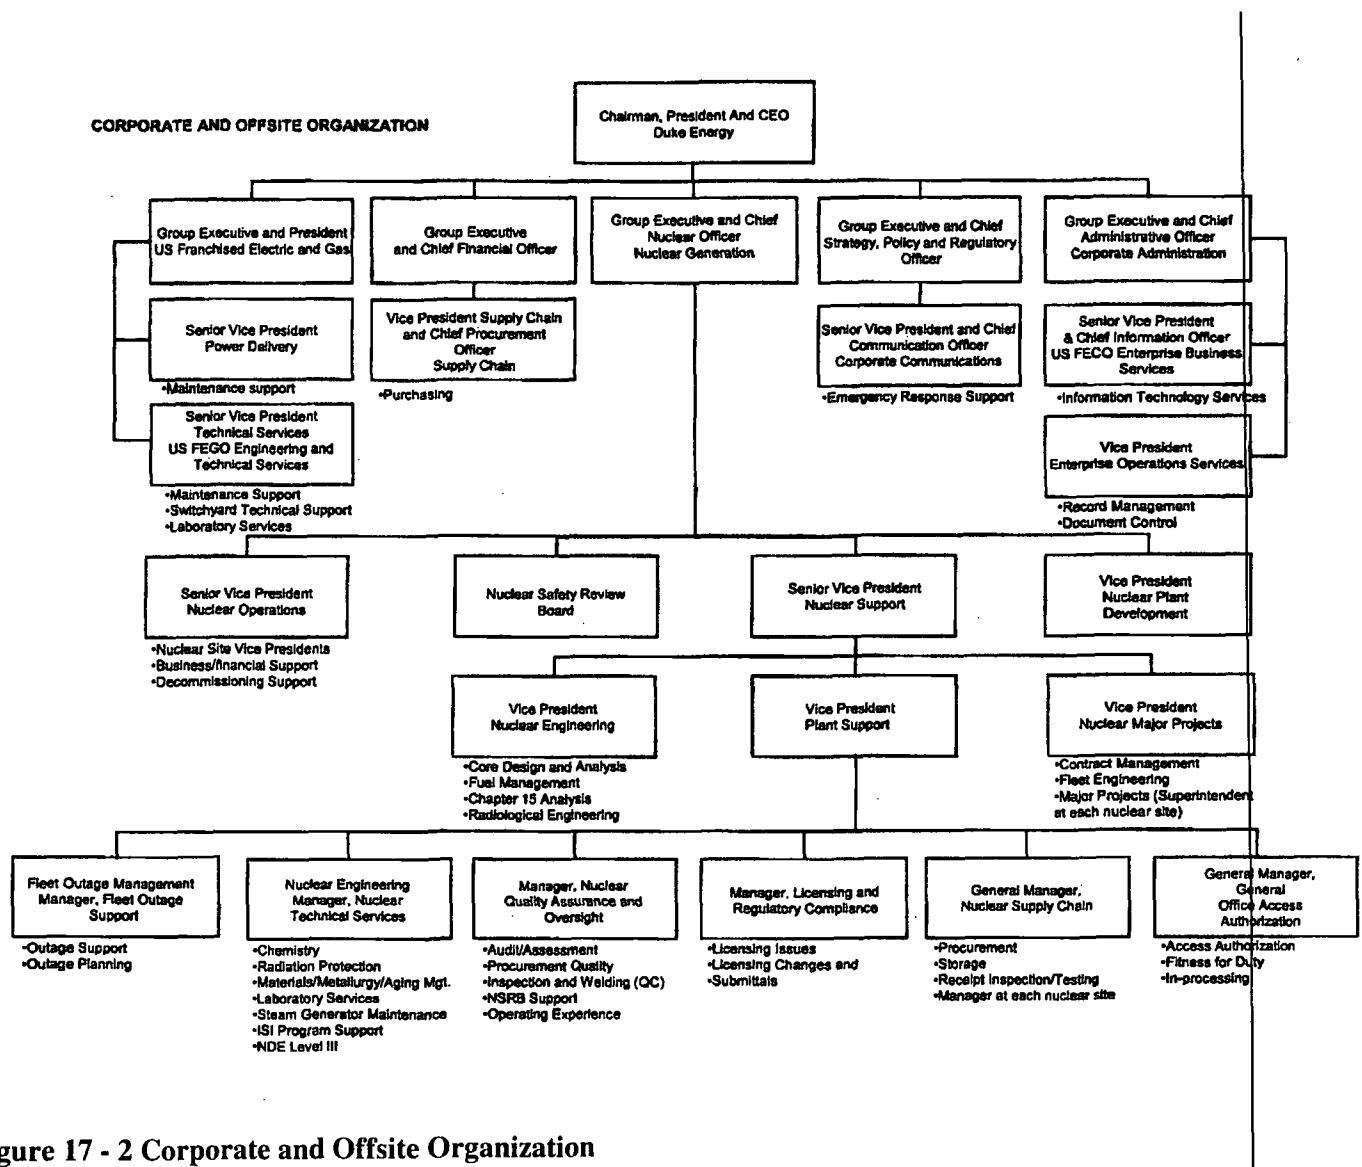 CORPORATE AND OFFSITE ORGANIZATION
Chairman, President And CEO
Duke Energy
Group Executive and President
US Franchised Electric and Gas
Group Executive
and Chief Financial Officer
Group Executive and Chief
Nuclear Officer
Nuclear Generation
Group Executive and Chief
Strategy, Policy and Regulatory
Officer
Group Executive and Chief
Administrative Officer
Corporate Administration
Senior Vice President
Power Delivery
•Maintenance support
Vice President Supply Chain
and Chief Procurement
Officer
Supply Chain
•Purchasing
Senior Vice President and Chief
Communication Officer
Corporate Communications
•Emergency Response Support
Senior Vice President
& Chief Information Officer
US FECO Enterprise Business
Services
•Information Technology Services
Senior Vice President
Technical Services
US FEGO Engineering and
Technical Services
•Maintenance Support
•Switchyard Technical Support
•Laboratory Services
Vice President
Enterprise Operations Services
•Record Management
•Document Control
Senior Vice President
Nuclear Operations
•Nuclear Site Vice Presidents
•Business/financial Support
•Decommissioning Support
Nuclear Safety Review
Board
Senior Vice President
Nuclear Support
Vice President
Nuclear Plant
Development
Vice President
Nuclear Engineering
•Core Design and Analysis
•Fuel Management
•Chapter 15 Analysis
•Radiological Engineering
Vice President
Plant Support
Vice President
Nuclear Major Projects
•Contract Management
•Fleet Engineering
•Major Projects (Superintendent
at each nuclear site)
Fleet Outage Management
Manager, Fleet Outage
Support
•Outage Support
•Outage Planning
Nuclear Engineering
Manager, Nuclear
Technical Services
•Chemistry
•Radiation Protection
•Materials/Metallurgy/Aging Mgt.
•Laboratory Services
•Steam Generator Maintenance
•ISI Program Support
•NDE Level III
Manager, Nuclear
Quality Assurance and
Oversight
•Audit/Assessment
•Procurement Quality
•Inspection and Welding (QC)
•NSRB Support
•Operating Experience
Manager, Licensing and
Regulatory Compliance
•Licensing Issues
•Licensing Changes and
•Submittals
General Manager,
Nuclear Supply Chain
•Procurement
•Storage
•Receipt Inspection/Testing
•Manager at each nuclear site
General Manager,
General
Office Access
Authorization
•Access Authorization
•Fitness for Duty
•In-processing
gure 17 - 2 Corporate and Offsite Organization